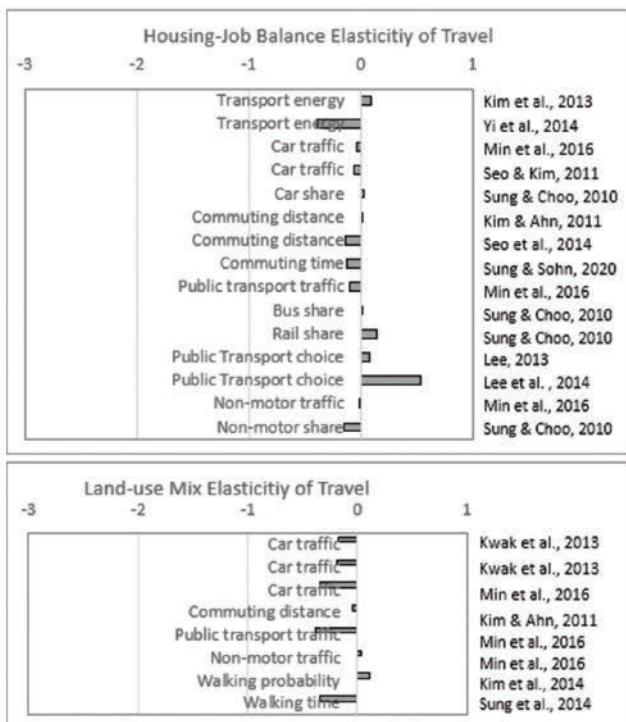 Housing-Job Balance Elasticitiy of Travel
-3 -2 -1 0 1
Transport energy Kim et al., 2013
Transport energy Yi et al., 2014
Car traffic Min et al., 2016
Car traffic Seo & Kim, 2011
Car share Sung & Choo, 2010
Commuting distance Kim & Ahn, 2011
Commuting distance Seo et al., 2014
Commuting time Sung & Sohn, 2020
Public transport traffic Min et al., 2016
Bus share Sung & Choo, 2010
Rail share Sung & Choo, 2010
Public Transport choice Lee, 2013
Public Transport choice Lee et al. , 2014
Non-motor traffic Min et al., 2016
Non-motor share Sung & Choo, 2010
Land-use Mix Elasticitiy of Travel
-3 -2 -1 0 1
Car traffic Kwak et al., 2013
Car traffic Kwak et al., 2013
Car traffic Min et al., 2016
Commuting distance Kim & Ahn, 2011
Public transport traffic Min et al., 2016
Non-motor traffic Min et al., 2016
Walking probability Kim et al., 2014
Walking time Sung et al., 2014